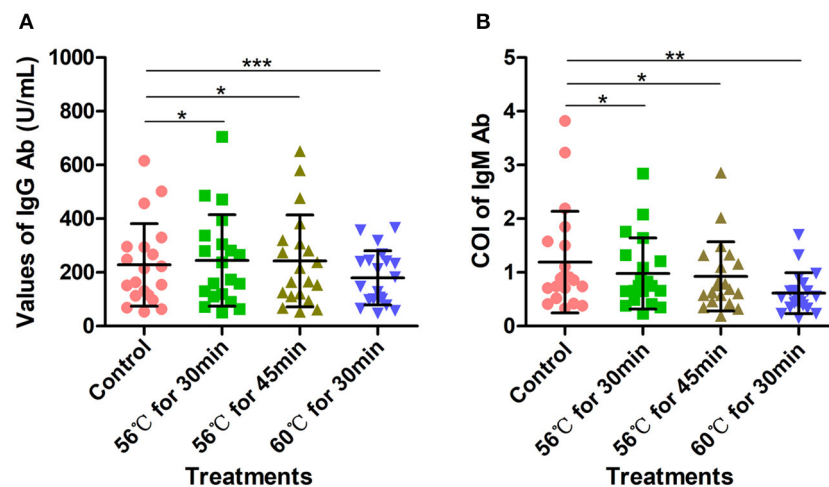 A
Values of IgG Ab (U/mL)
1000
800
600
400
200
0
***
*
*
Control
56℃ for 30min
56℃ for 45min
60℃ for 30min
Treatments
B
COI of IgM Ab
5
4
3
2
1
0
**
*
*
Control
56℃ for 30min
56℃ for 45min
60℃ for 30min
Treatments